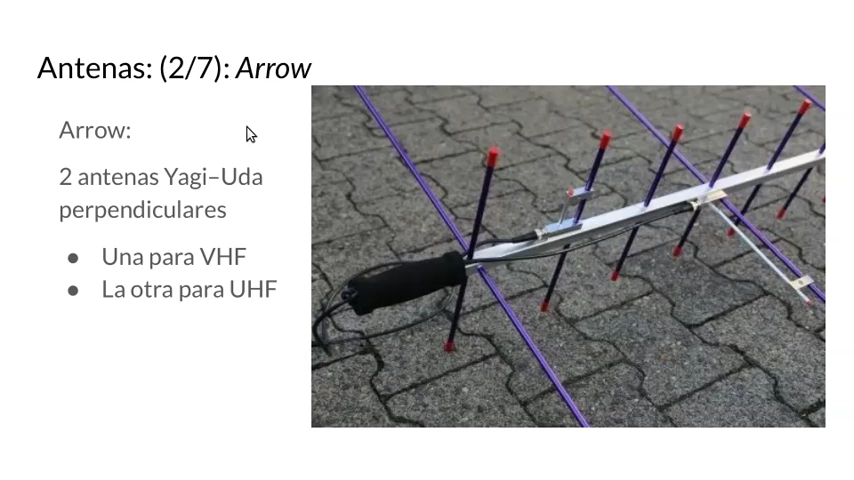 Antenas: (2/7): Arrow
Arrow:
2 antenas Yagi–Uda
perpendiculares
● Una para VHF
● La otra para UHF